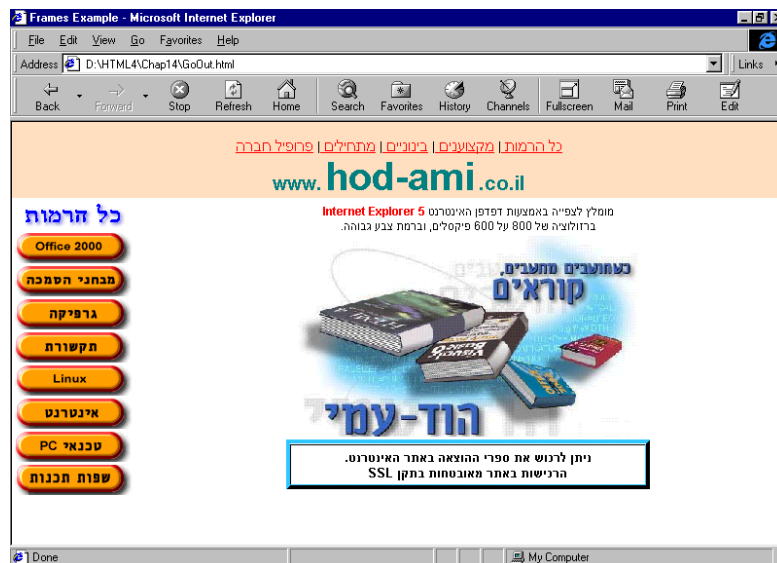 Frames Example - Microsoft Internet Explorer
File Edit View Go Favorites Help
Address D:\HTML4\Chap14\GoOut.html Links
Back Forward Stop Refresh Home Search Favorites History Channels Fullscreen Mail Print Edit
כל הרמות | מקצוענים | בינוניים | מתחילים | פרופיל חברה
www.hod-ami.co.il
כל הרמות
Office 2000
מבחני הסמכה
גרפיקה
תקשורת
Linux
אינטרנט
טכנאי PC
שפות תכנות
מומלץ לצפייה באמצעות דפדפן האינטרנט Internet Explorer 5
ברזולוציה של 800 על 600 פיקסלים, וברמת צבע גבוהה.
כשחושבים מחשבים,
קוראים
Visual Basic
הוד-עמי
ניתן לרכוש את ספרי ההוצאה באתר האינטרנט.
הרכישות באתר מאובטחות בתקן SSL
Done My Computer